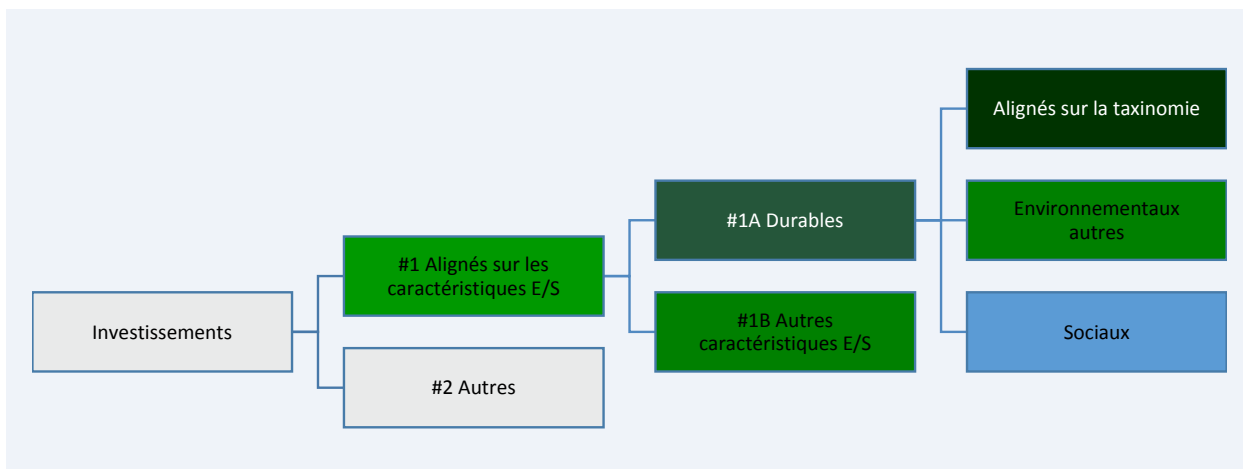 Investissements
#1 Alignés sur les
caractéristiques E/S
#2 Autres
#1A Durables
#1B Autres
caractéristiques E/S
Alignés sur la taxinomie
Environnementaux
autres
Sociaux